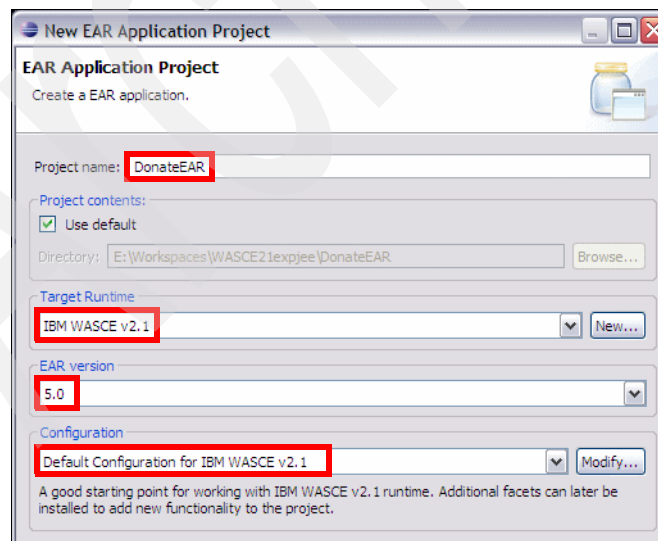 New EAR Application Project
EAR Application Project
Create a EAR application.
Project name: DonateEAR
Project contents:
Use default
Directory: E:\Workspaces\WASCE21expjee\DonateEAR Browse...
Target Runtime
IBM WASCE v2.1 New...
EAR version
5.0
Configuration
Default Configuration for IBM WASCE v2.1 Modify...
A good starting point for working with IBM WASCE v2.1 runtime. Additional facets can later be
installed to add new functionality to the project.